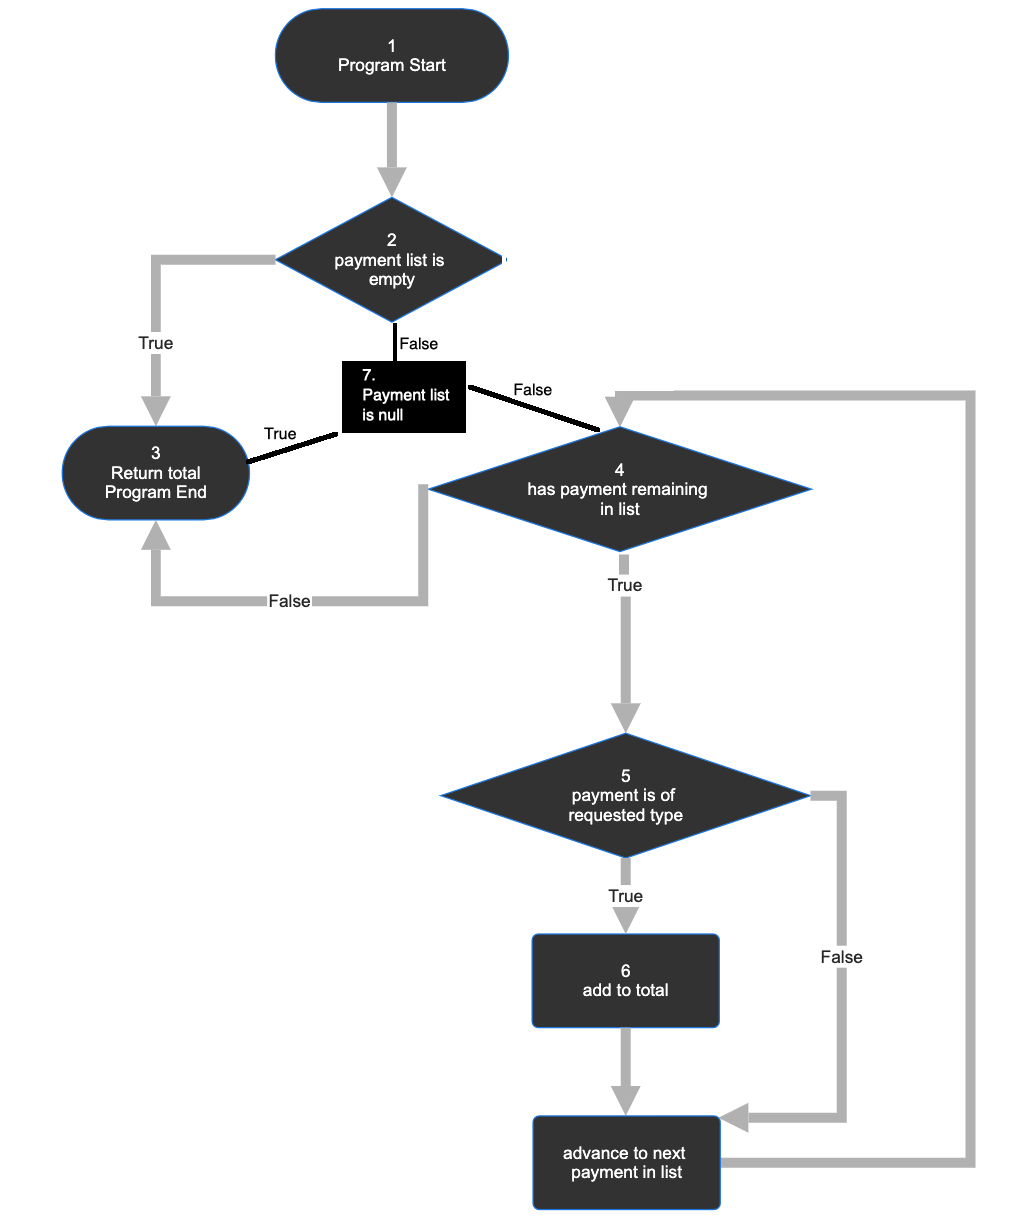 1
Program Start
2
payment list is
empty
True
False
7.
Payment list
is null
False
True
3
Return total
Program End
4
has payment remaining
in list
False
True
5
payment is of
requested type
True
False
6
add to total
advance to next
payment in list